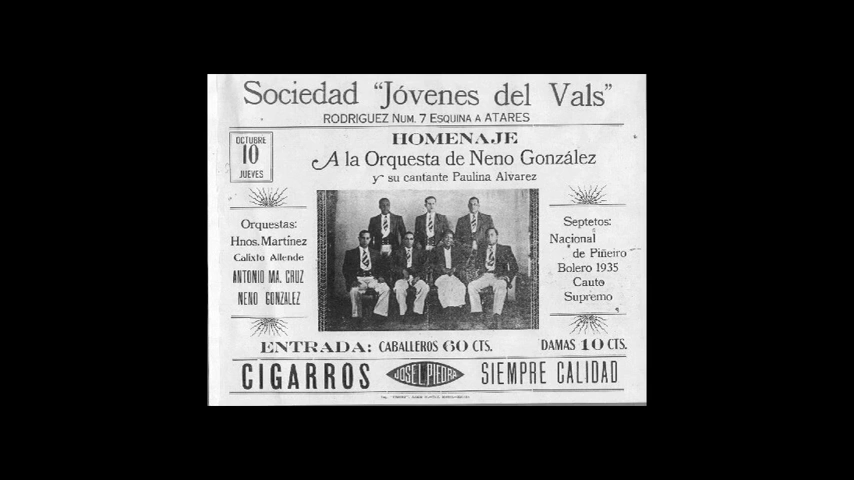 Sociedad "Jóvenes del Vals"
RODRIGUEZ NUM. 7 ESQUINA A ATARES
OCTUBRE
10
JUEVES
HOMENAJE
A la Orquesta de Neno González
y su cantante Paulina Alvarez
Orquestas:
Hnos. Martínez
Calixto Allende
ANTONIO MA. CRUZ
NENO GONZALEZ
Septetos:
Nacional
de Piñeiro
Bolero 1935
Cauto
Supremo
ENTRADA: CABALLEROS 60 CTS. DAMAS 10 CTS.
CIGARROS JOSE L. PIEDRA SIEMPRE CALIDAD